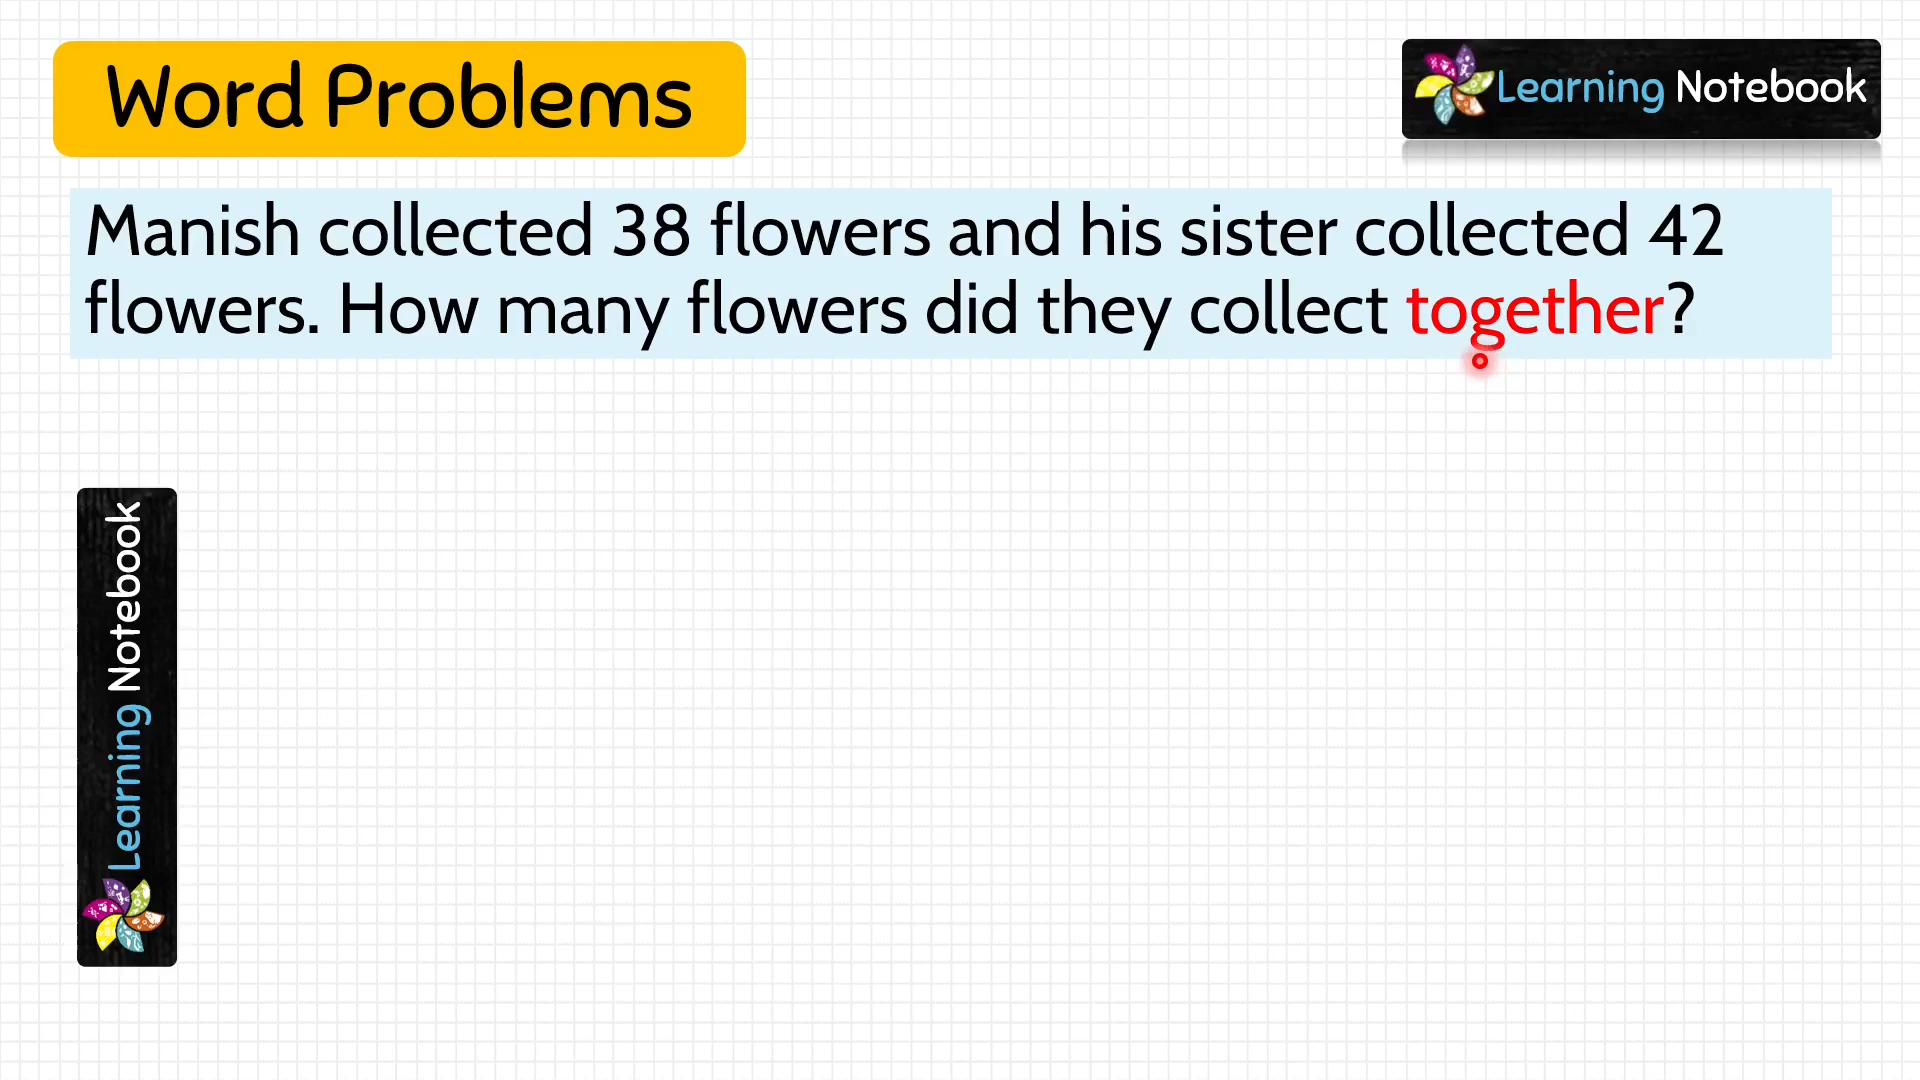 Word Problems
Learning Notebook
Manish collected 38 flowers and his sister collected 42
flowers. How many flowers did they collect together?
Learning Notebook